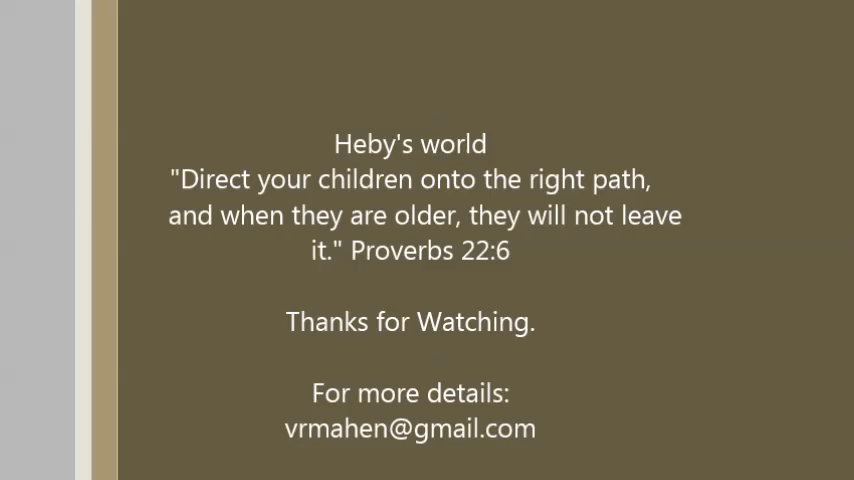 Heby's world
"Direct your children onto the right path,
and when they are older, they will not leave
it." Proverbs 22:6
Thanks for Watching.
For more details:
vrmahen@gmail.com